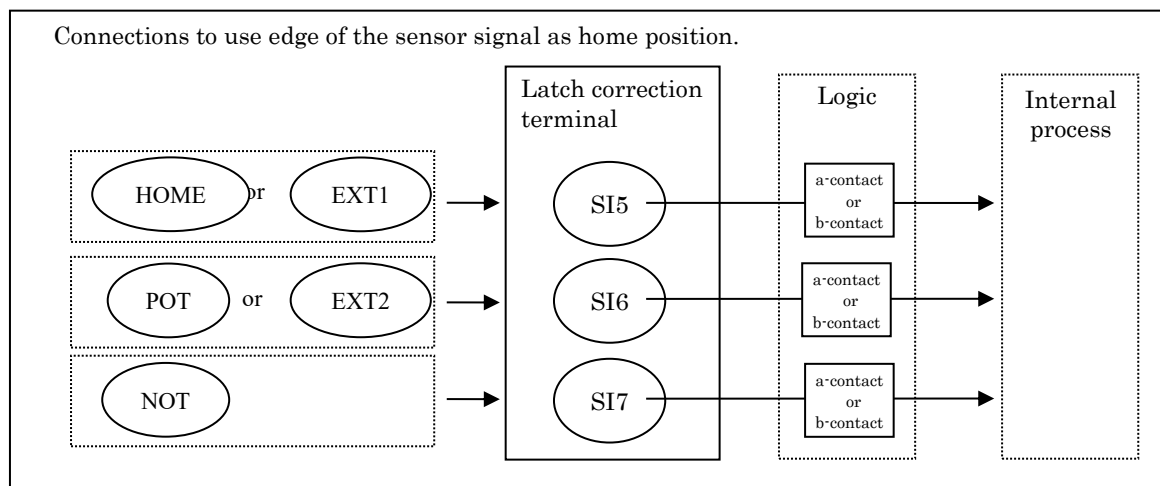 Connections to use edge of the sensor signal as home position.
Latch correction
terminal
Logic
Internal
process
HOME or EXT1
SI5
a-contact
or
b-contact
POT or EXT2
SI6
a-contact
or
b-contact
NOT
SI7
a-contact
or
b-contact